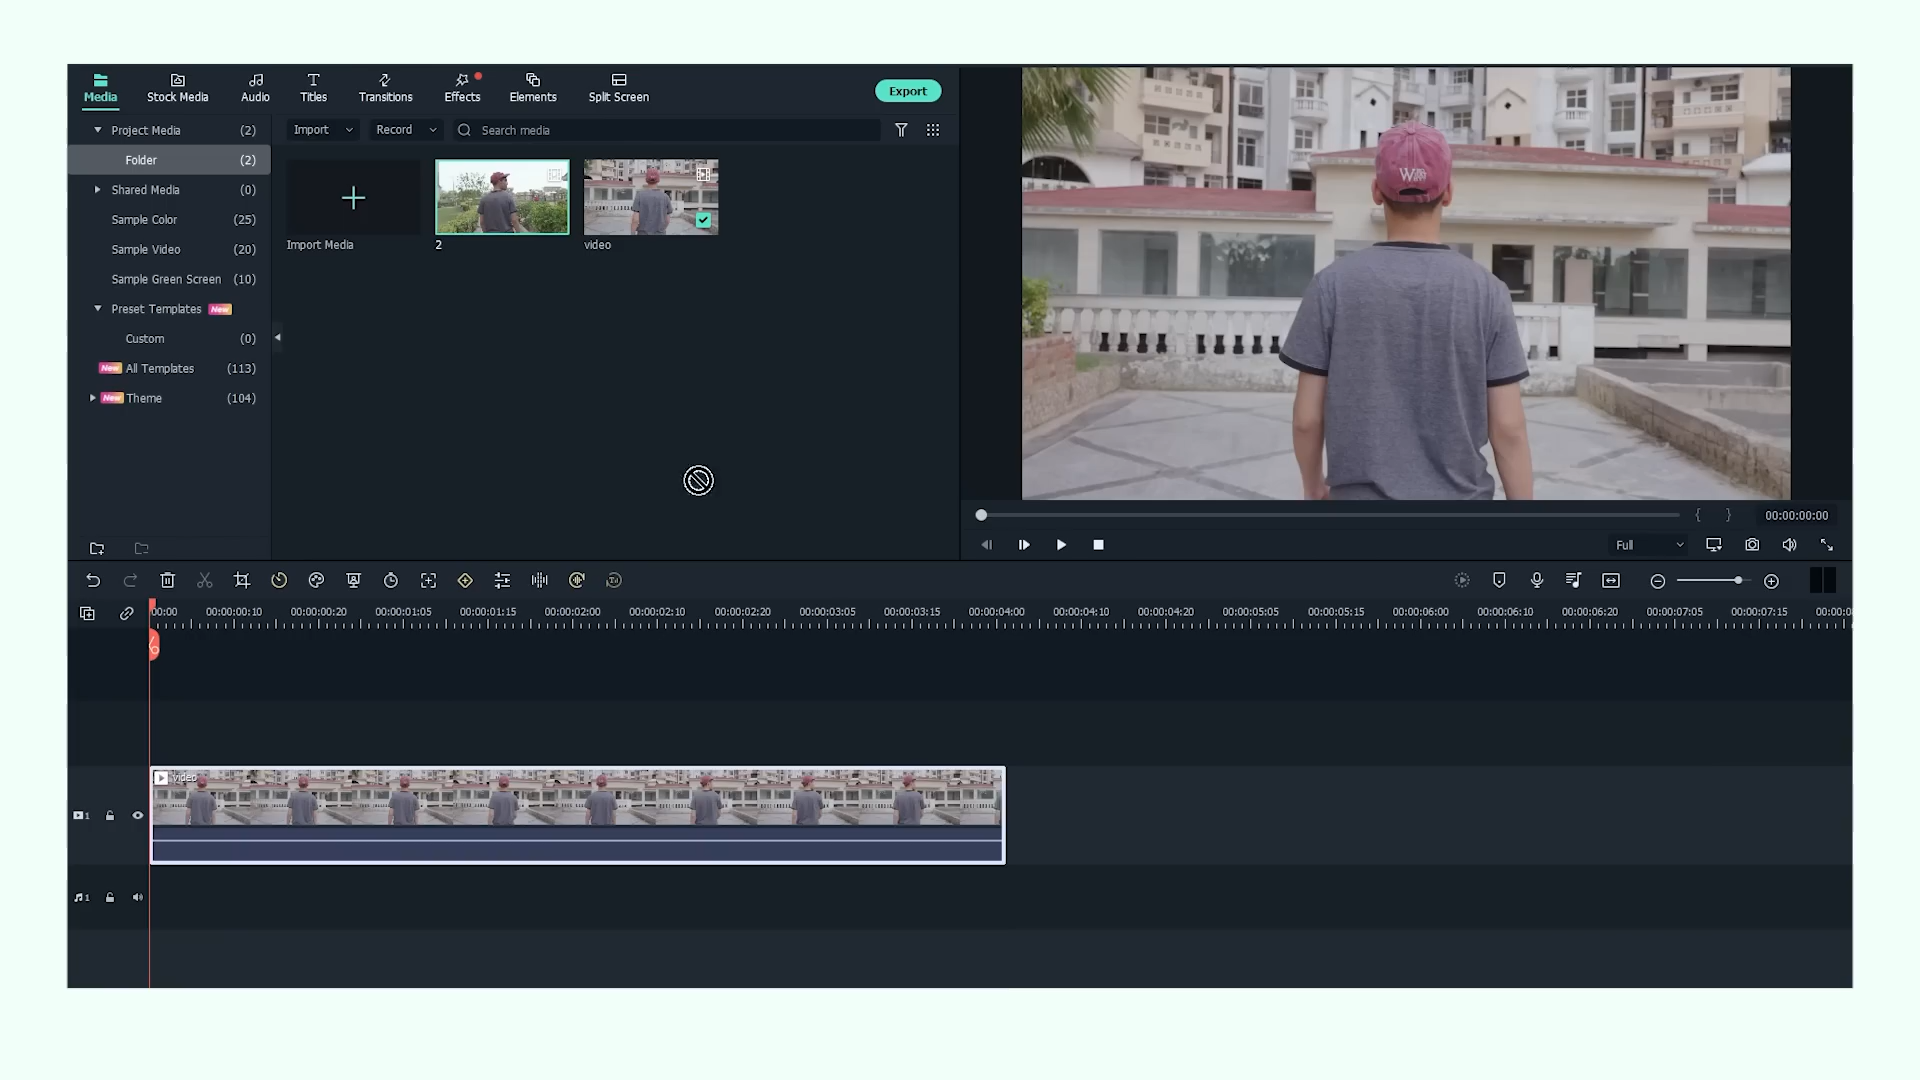 Media
Stock Media
Audio
Titles
Transitions
Effects
Elements
Split Screen
Export
Project Media (2)
Import
Record
Search media
Folder (2)
Shared Media (0)
Sample Color (25)
Sample Video (20)
Sample Green Screen (10)
Preset Templates New
Custom (0)
New All Templates (113)
New Theme (104)
Import Media
2
video
00:00:00:00
Full
00:00
00:00:00:10
00:00:00:20
00:00:01:05
00:00:01:15
00:00:02:00
00:00:02:10
00:00:02:20
00:00:03:05
00:00:03:15
00:00:04:00
00:00:04:10
00:00:04:20
00:00:05:05
00:00:05:15
00:00:06:00
00:00:06:10
00:00:06:20
00:00:07:05
00:00:07:15
00:00:0
video
1
1